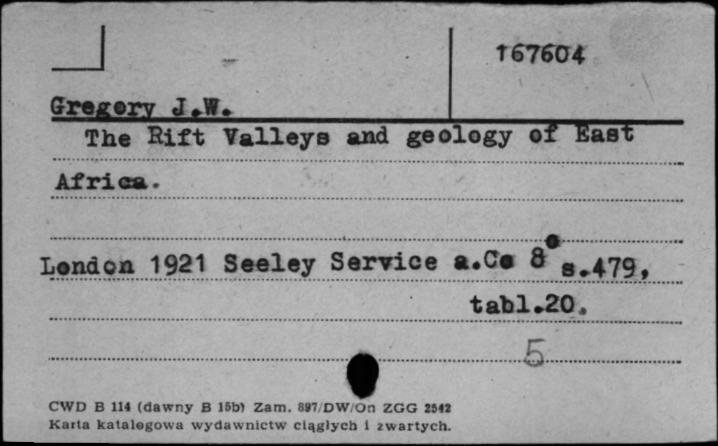 167604
Gregory J.W.
The Rift Valleys and geology of East
Africa.
London 1921 Seeley Service a.Co 8° s.479,
tabl.20.
5
CWD B 114 (dawny B 15b) Zam. 897/DW/On ZGG 2542
Karta katalogowa wydawnictw ciągłych i zwartych.